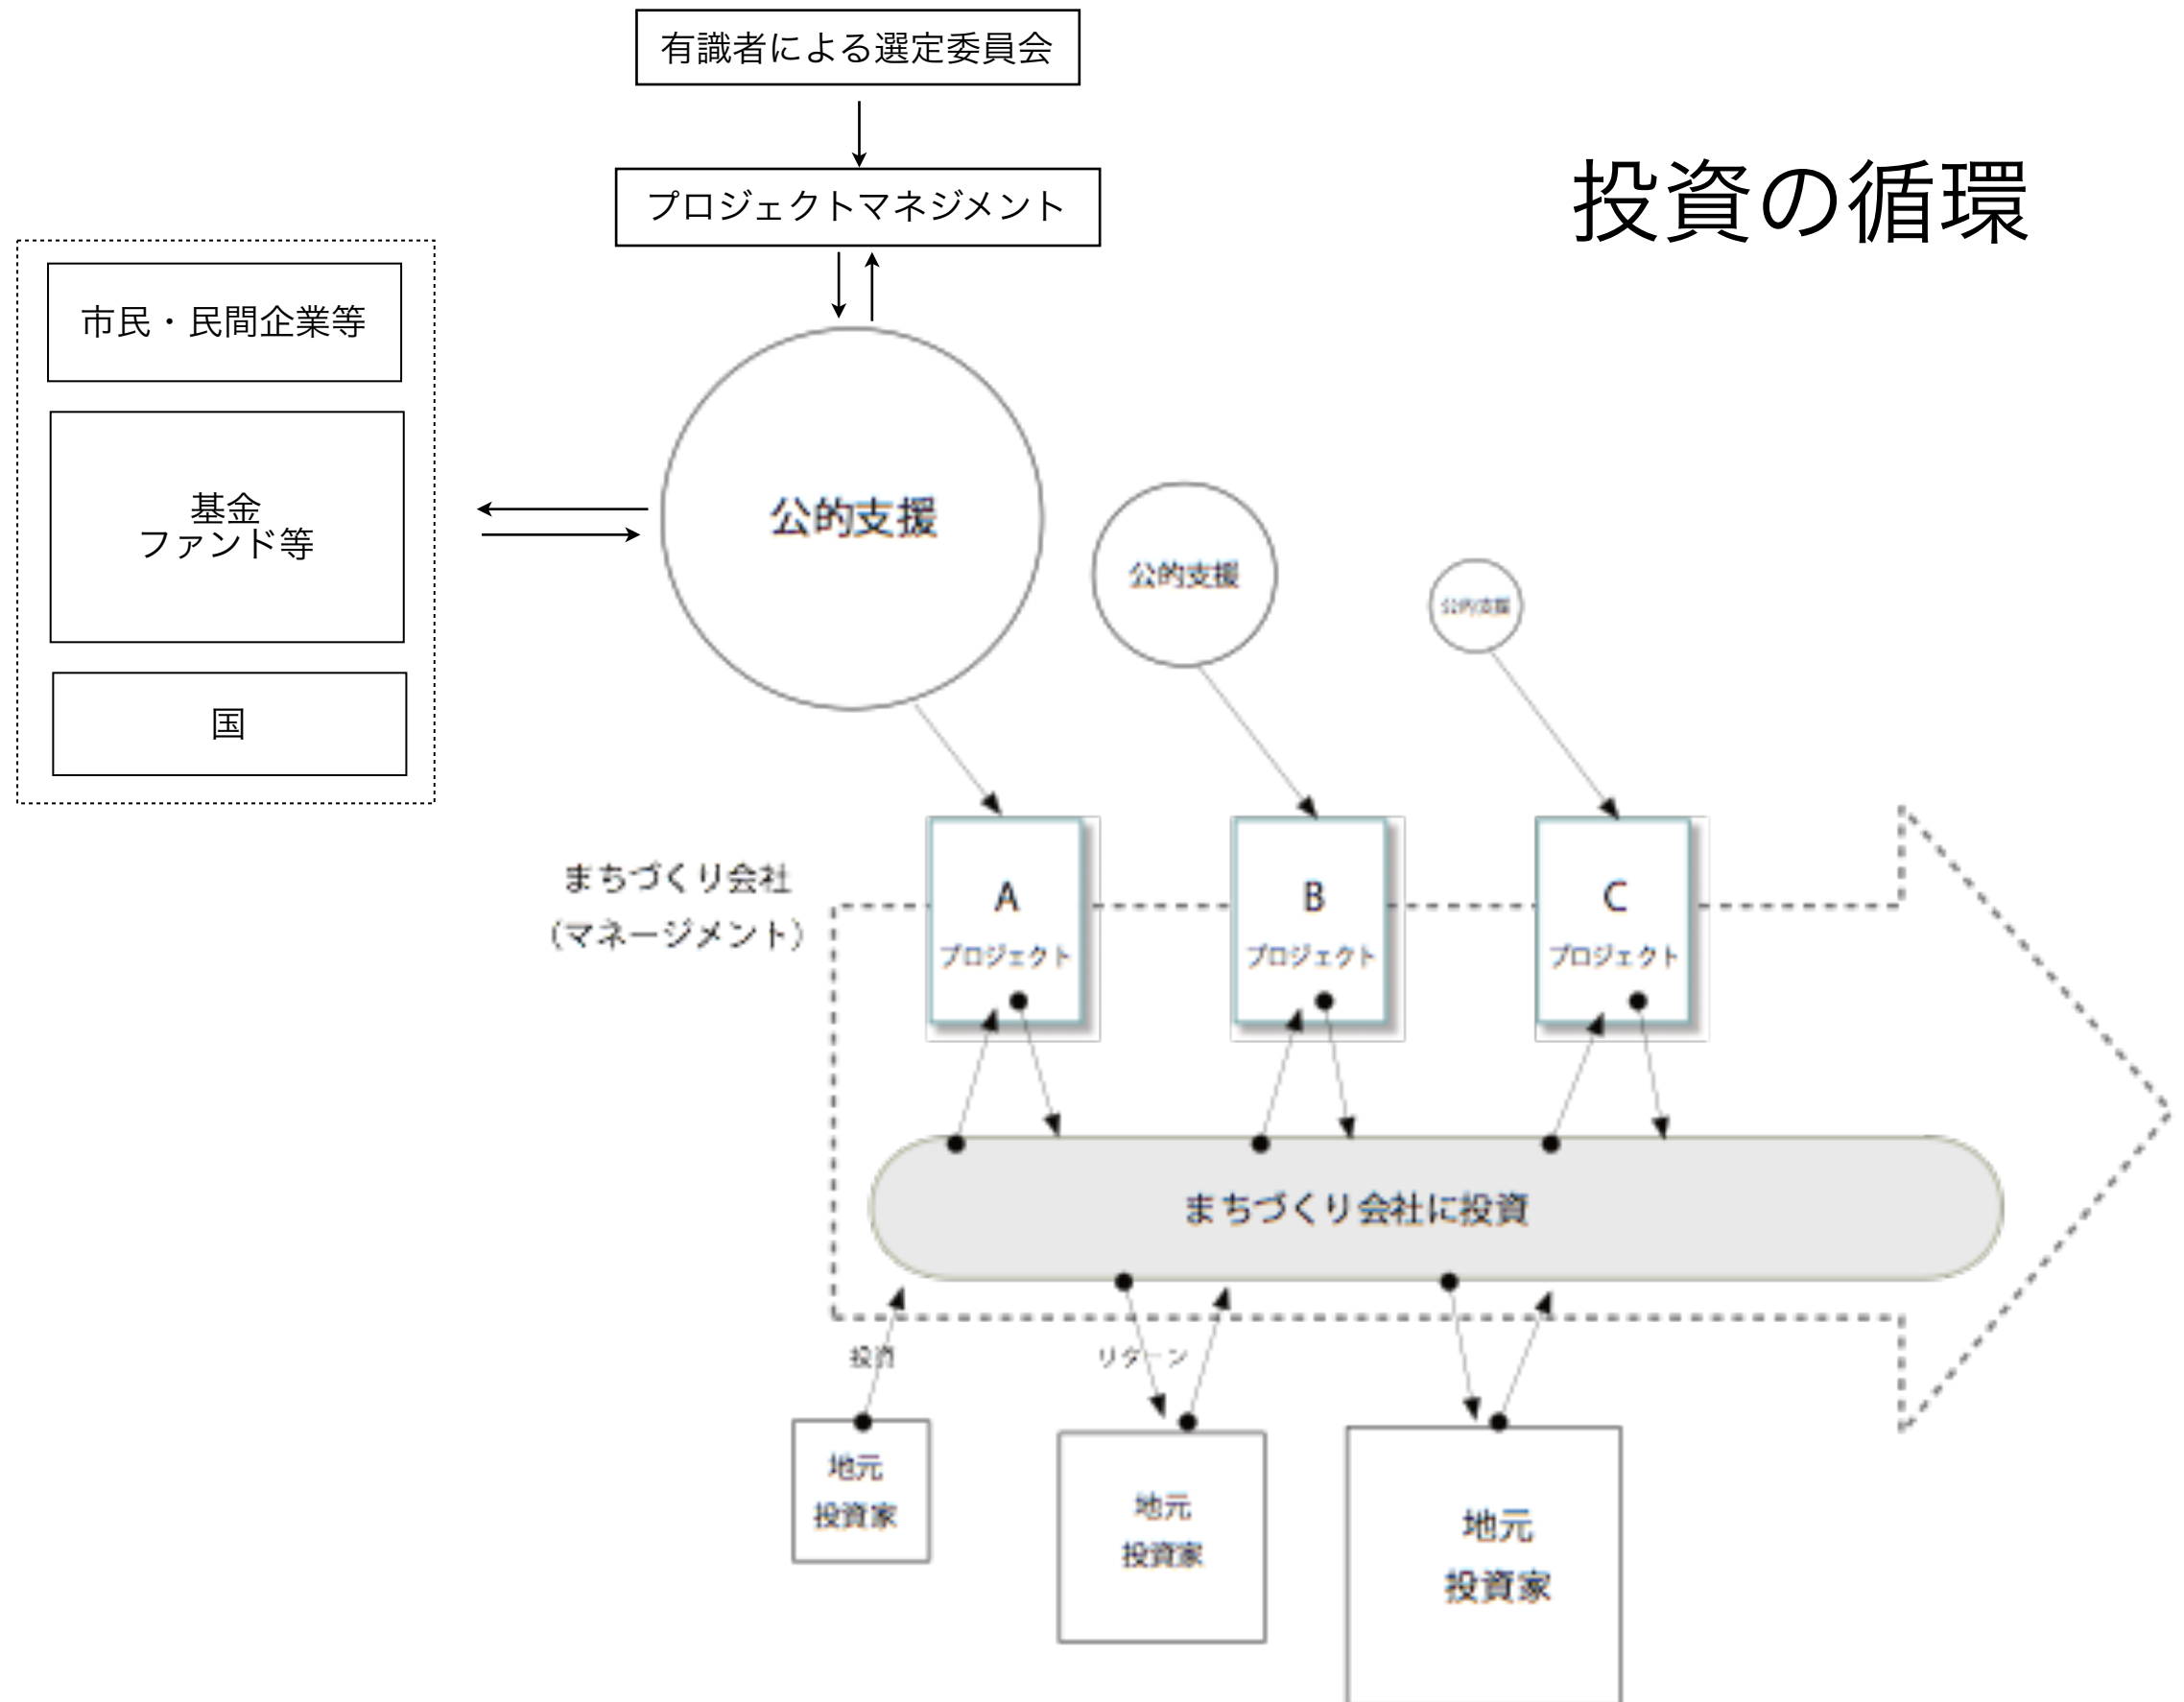 有識者による選定委員会
投資の循環
プロジェクトマネジメント
市民・民間企業等
基金
ファンド等
国
公的支援
公的支援
公的支援
まちづくり会社
（マネージメント）
A
プロジェクト
B
プロジェクト
C
プロジェクト
まちづくり会社に投資
投資
リターン
地元
投資家
地元
投資家
地元
投資家